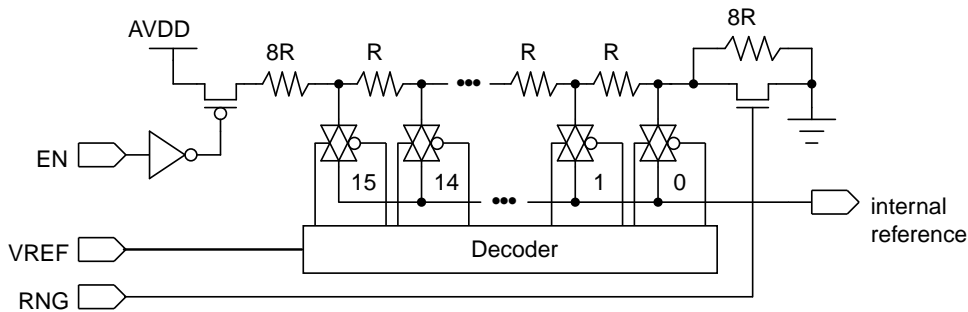 AVDD
8R
R
R
R
8R
EN
15
14
1
0
internal
reference
VREF
Decoder
RNG